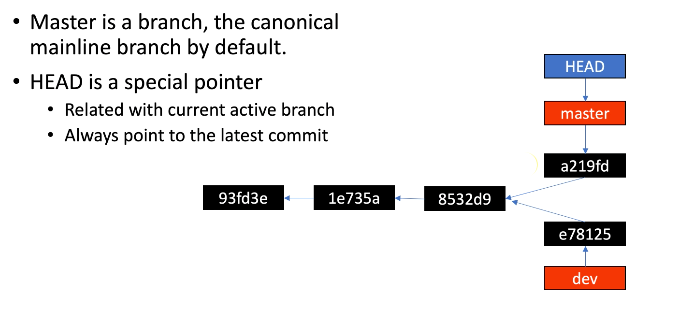 • Master is a branch, the canonical
mainline branch by default.
• HEAD is a special pointer
• Related with current active branch
• Always point to the latest commit
HEAD
master
a219fd
93fd3e
1e735a
8532d9
e78125
dev